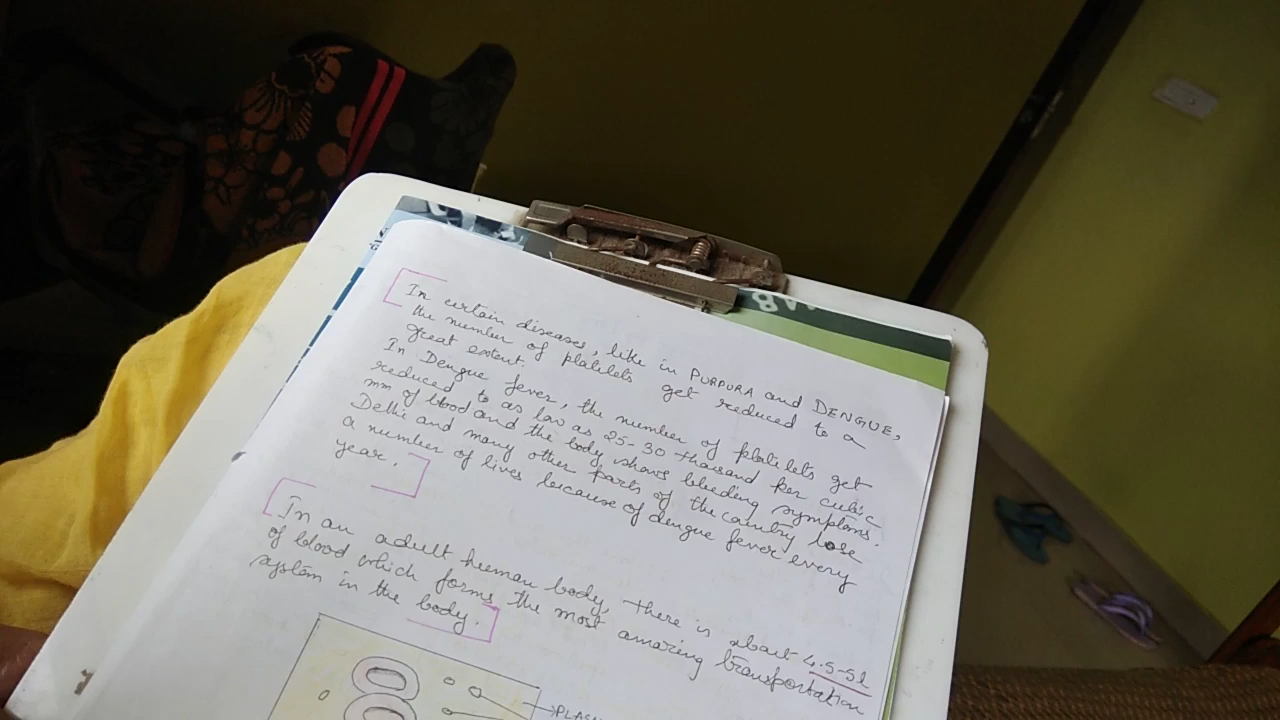 In certain diseases, like in PURPURA and DENGUE,
the number of platelets get reduced to a
great extent.
In Dengue fever, the number of platelets get
reduced to as low as 25-30 thousand per cubic
mm of blood and the body shows bleeding symptoms.
Delhi and many other parts of the country lose
a number of lives because of dengue fever every
year.
In an adult human body, there is about 4.5-5l
of blood which forms the most amazing transportation
system in the body.